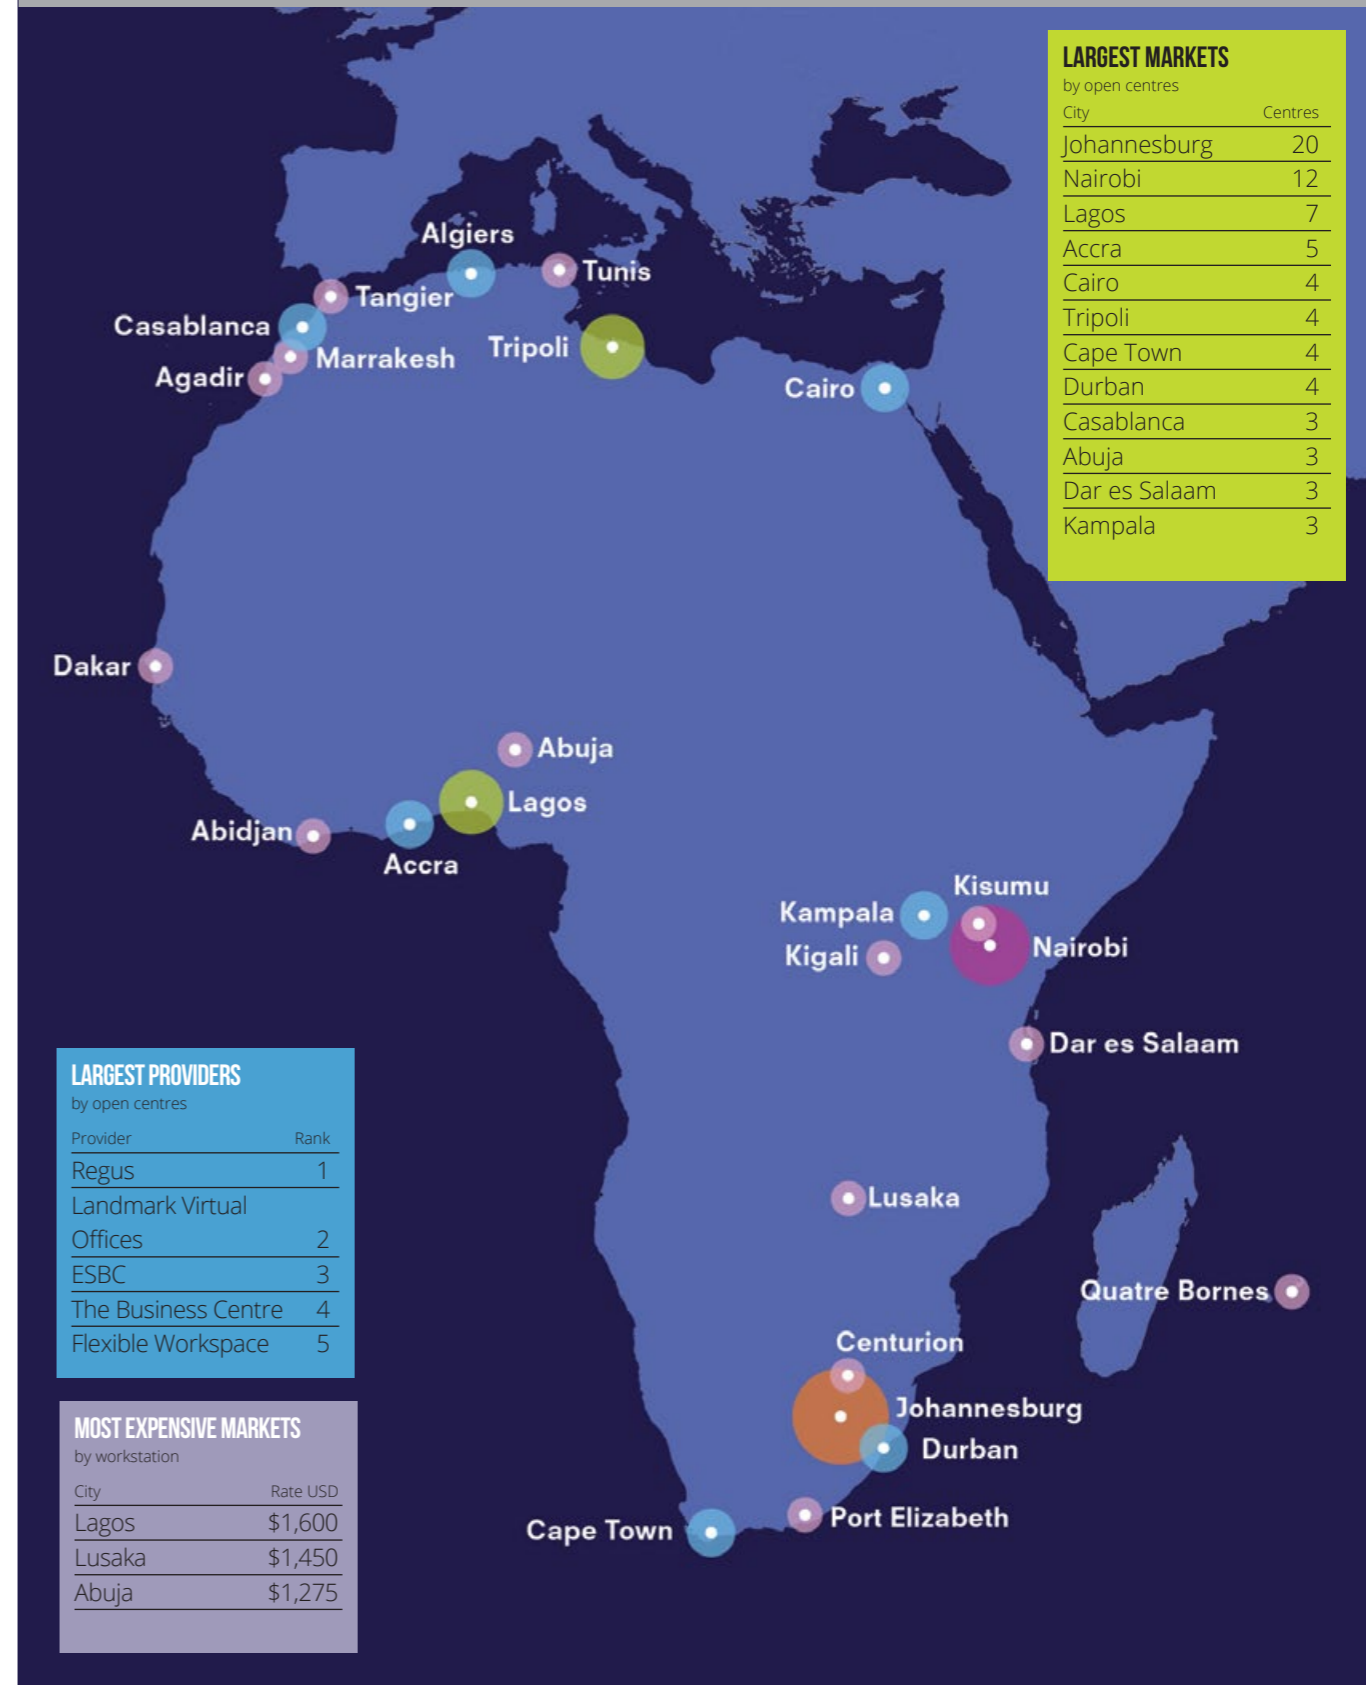 LARGEST MARKETS
by open centres
City Centres
Johannesburg 20
Nairobi 12
Lagos 7
Accra 5
Cairo 4
Tripoli 4
Cape Town 4
Durban 4
Casablanca 3
Abuja 3
Dar es Salaam 3
Kampala 3
Algiers
Tunis
Tangier
Casablanca
Marrakesh
Tripoli
Agadir
Cairo
Dakar
Abuja
Lagos
Abidjan
Accra
Kisumu
Kampala
Nairobi
Kigali
Dar es Salaam
Lusaka
Quatre Bornes
Centurion
Johannesburg
Durban
Port Elizabeth
Cape Town
LARGEST PROVIDERS
by open centres
Provider Rank
Regus 1
Landmark Virtual
Offices 2
ESBC 3
The Business Centre 4
Flexible Workspace 5
MOST EXPENSIVE MARKETS
by workstation
City Rate USD
Lagos $1,600
Lusaka $1,450
Abuja $1,275